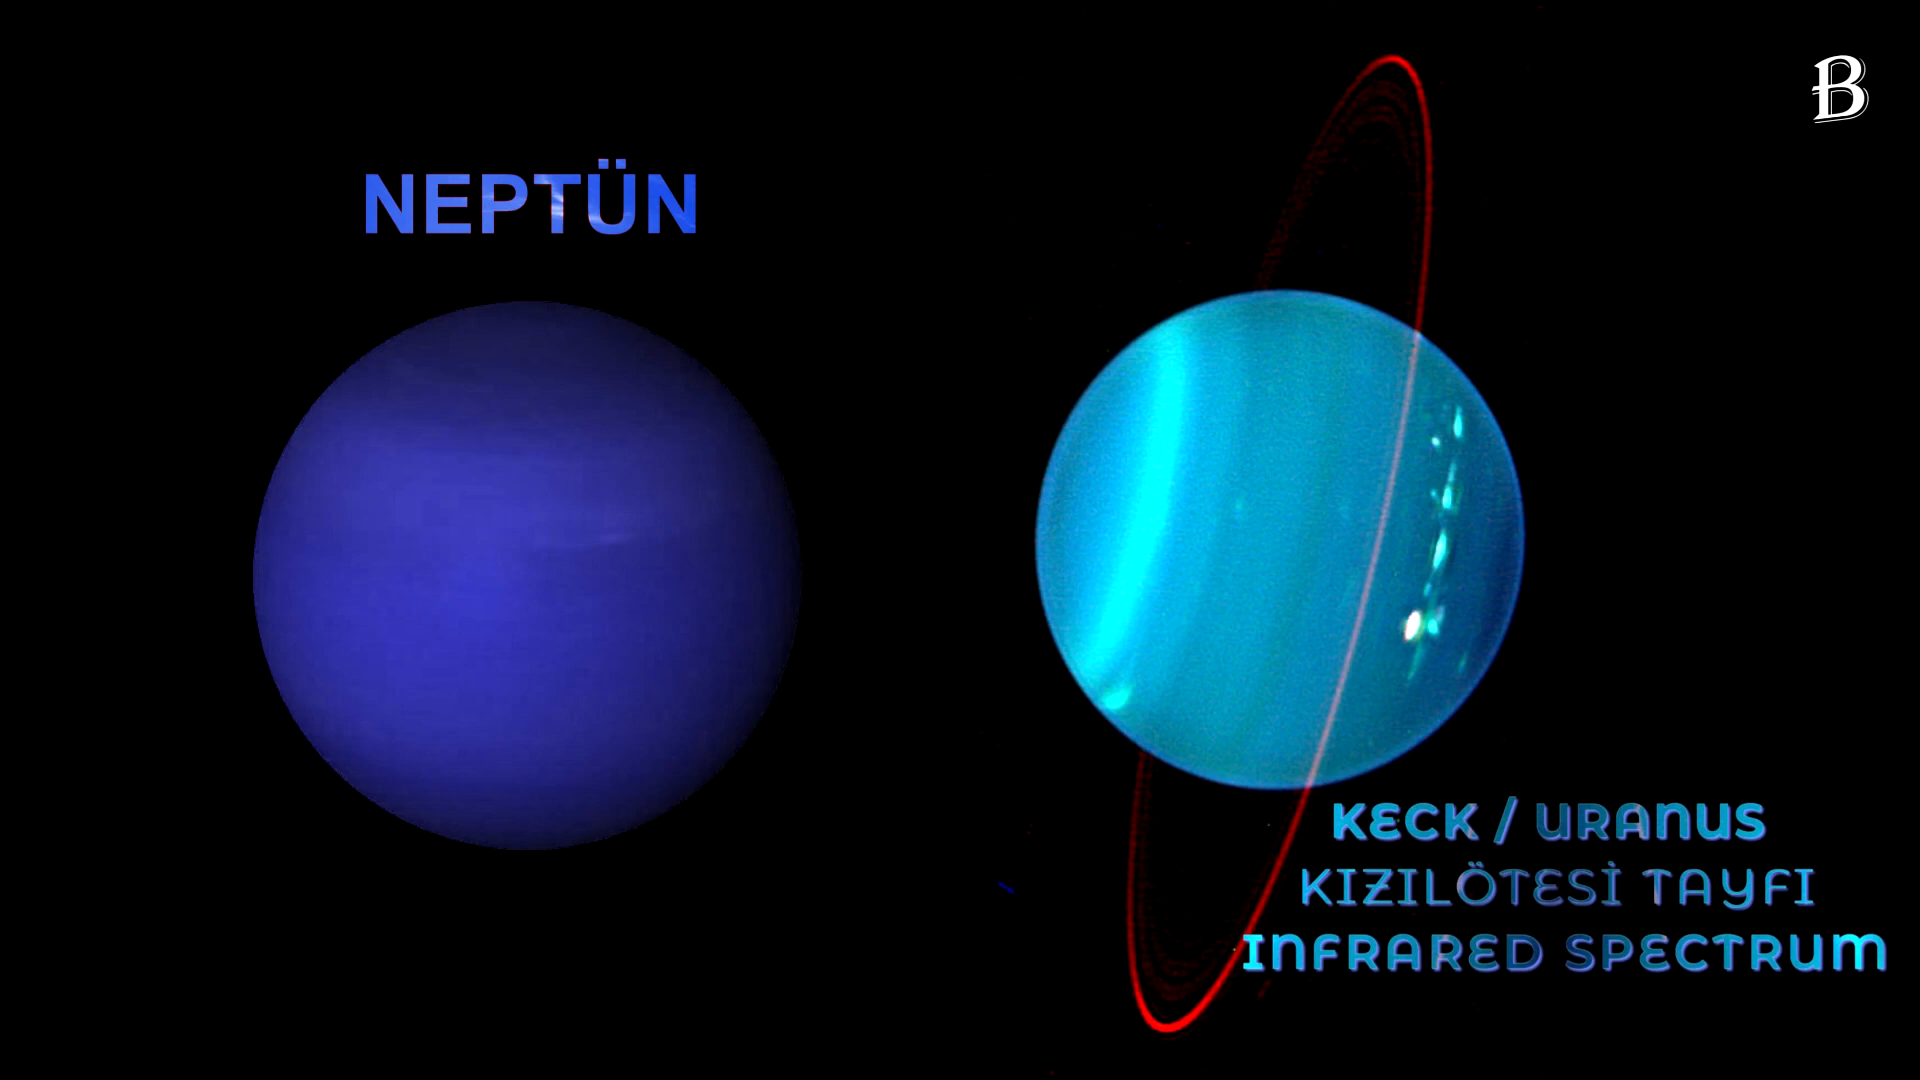 B
NEPTÜN
KECK / URANUS
KIZILÖTESİ TAYFI
INFRARED SPECTRUM